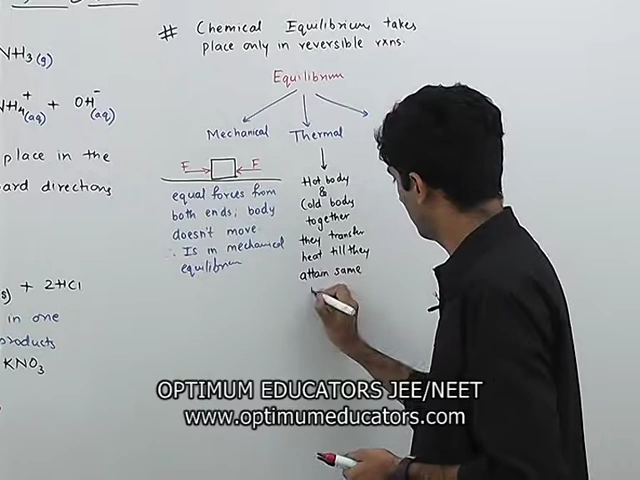 # Chemical Equilibrium takes
place only in reversible rxns.
NH3(g)
NH4+(aq) + OH-(aq)
place in the
directions
+ 2HCl
in one
products
KNO3
Equilibrium
Mechanical
Thermal
F F
equal forces from
both ends; body
doesn't move
∴ Is in mechanical
equilibrium
Hot body
&
Cold body
together
they transfer
heat till they
attain same
OPTIMUM EDUCATORS JEE/NEET
www.optimumeducators.com